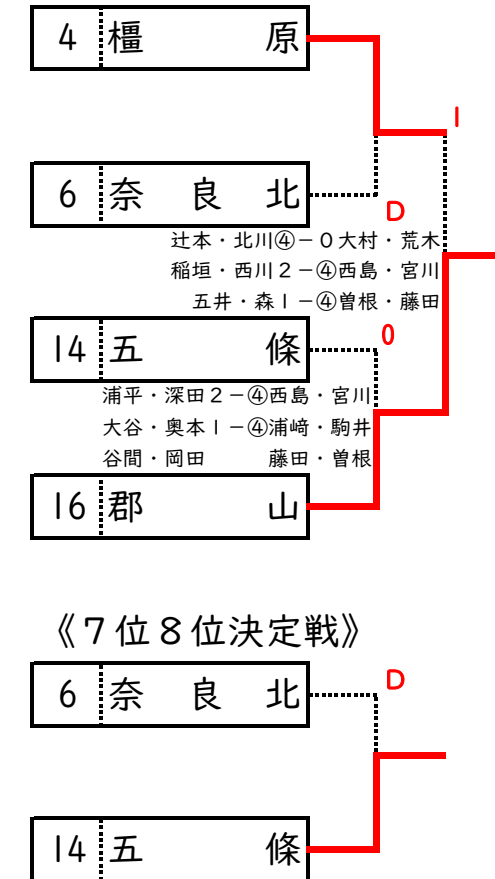 4 橿原
1
6 奈良北
D
辻本・北川④－０大村・荒木
稲垣・西川２－④西島・宮川
五井・森１－④曽根・藤田
14 五條
0
浦平・深田２－④西島・宮川
大谷・奥本１－④浦﨑・駒井
谷間・岡田　　　藤田・曽根
16 郡山
《７位８位決定戦》
6 奈良北
D
14 五條